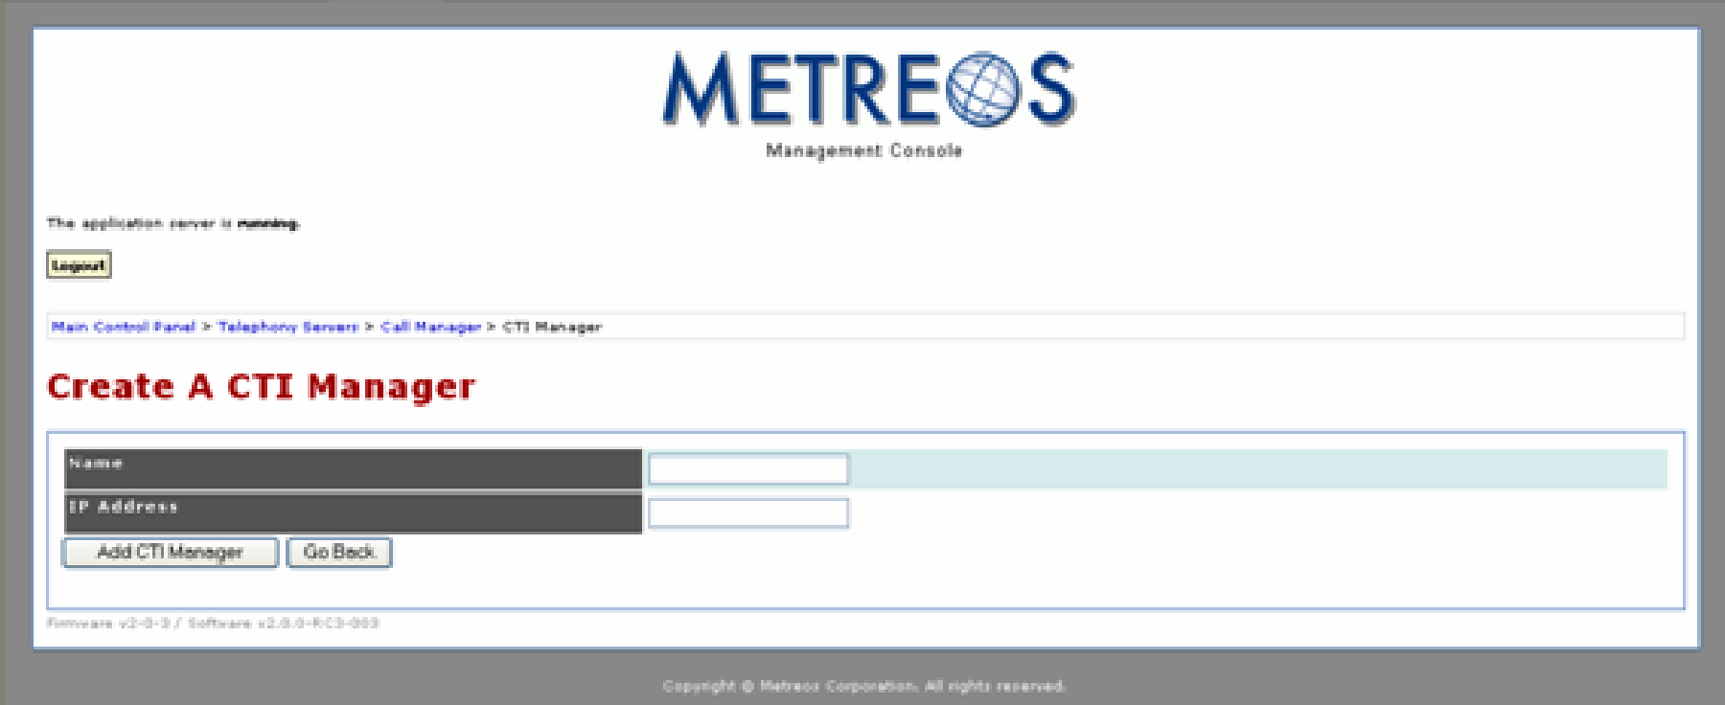 METREOS
Management Console
The application server is running.
Logout
Main Control Panel > Telephony Servers > Call Manager > CTI Manager
Create A CTI Manager
Name
IP Address
Add CTI Manager Go Back
Firmware v2-0-3 / Software v2.0.0-RC3-003
Copyright © Metreos Corporation. All rights reserved.